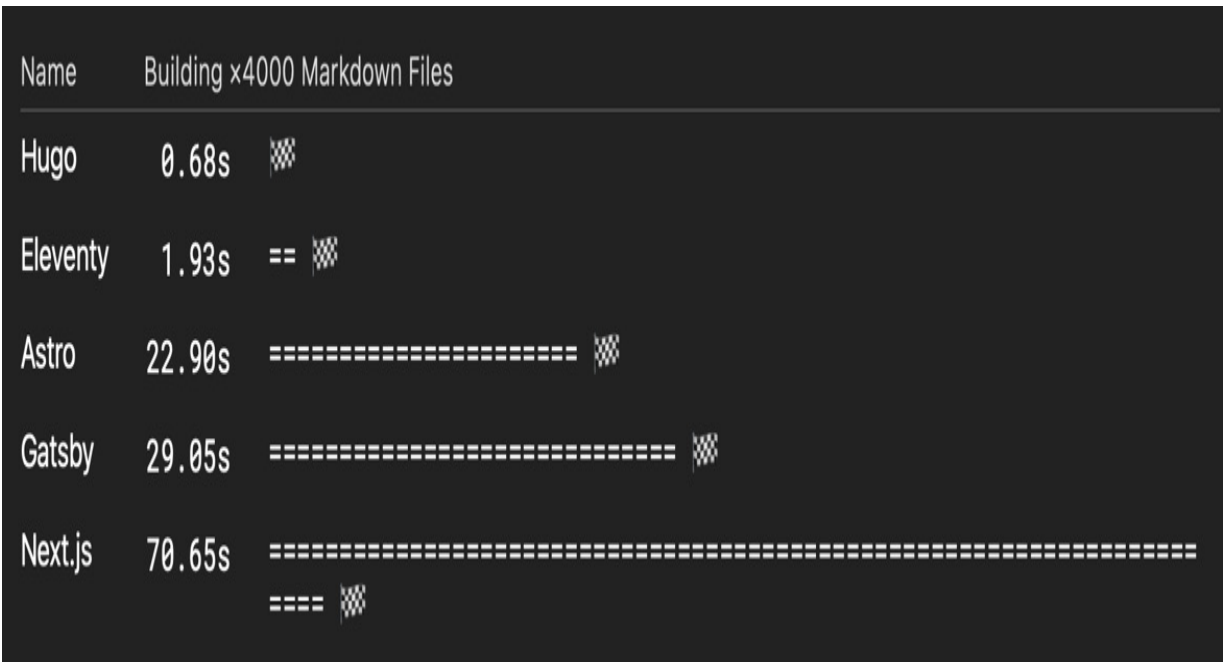 Name Building ×4000 Markdown Files
Hugo 0.68s 🏁
Eleventy 1.93s == 🏁
Astro 22.90s ====================== 🏁
Gatsby 29.05s ============================= 🏁
Next.js 70.65s ==================================================================
==== 🏁